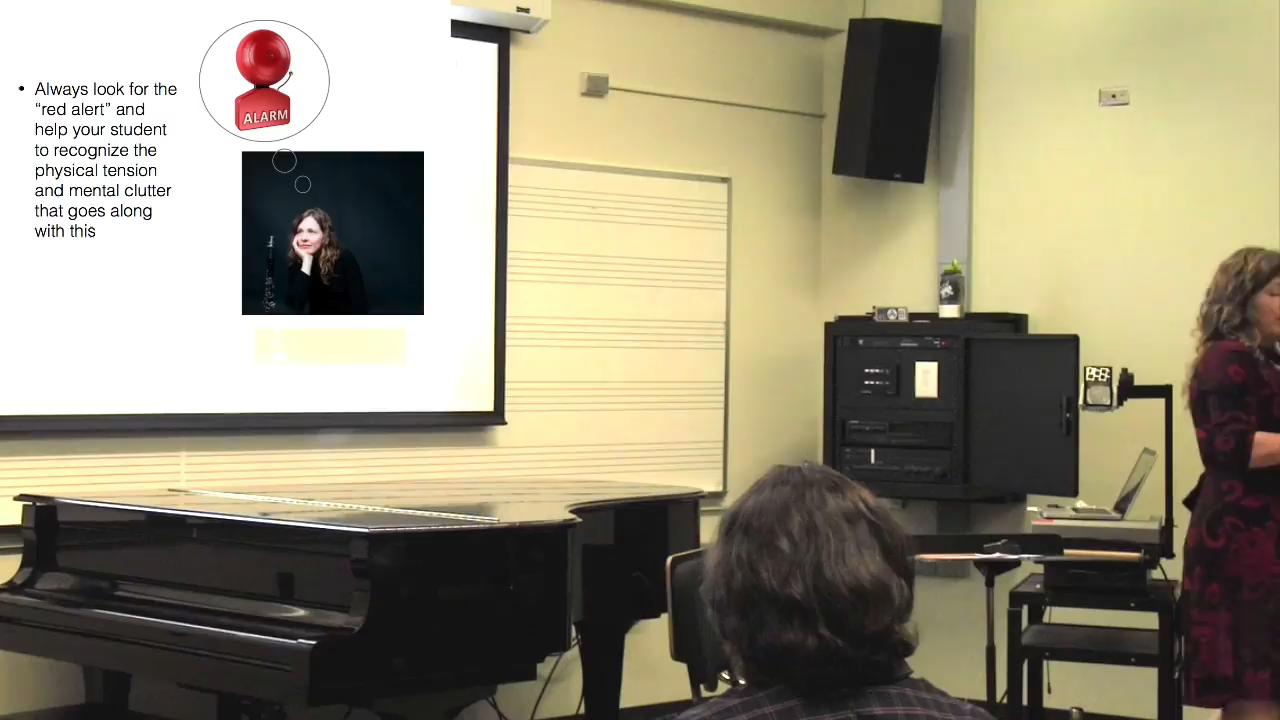 • Always look for the
“red alert” and
help your student
to recognize the
physical tension
and mental clutter
that goes along
with this
ALARM